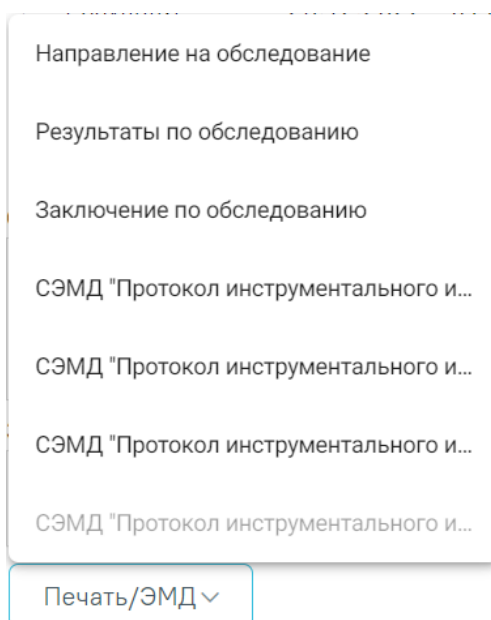 Направление на обследование
Результаты по обследованию
Заключение по обследованию
СЭМД "Протокол инструментального и...
СЭМД "Протокол инструментального и...
СЭМД "Протокол инструментального и...
СЭМД "Протокол инструментального и...
Печать/ЭМД